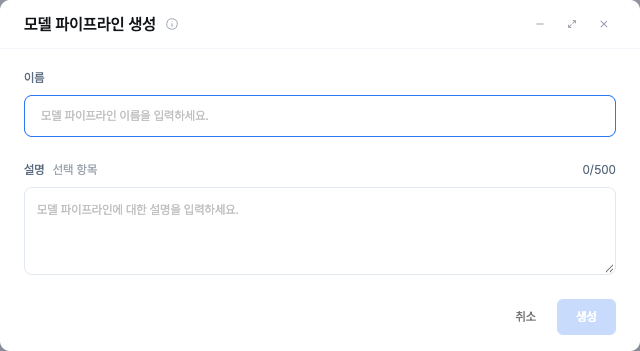 모델 파이프라인 생성
이름
모델 파이프라인 이름을 입력하세요.
설명 선택 항목 0/500
모델 파이프라인에 대한 설명을 입력하세요.
취소 생성